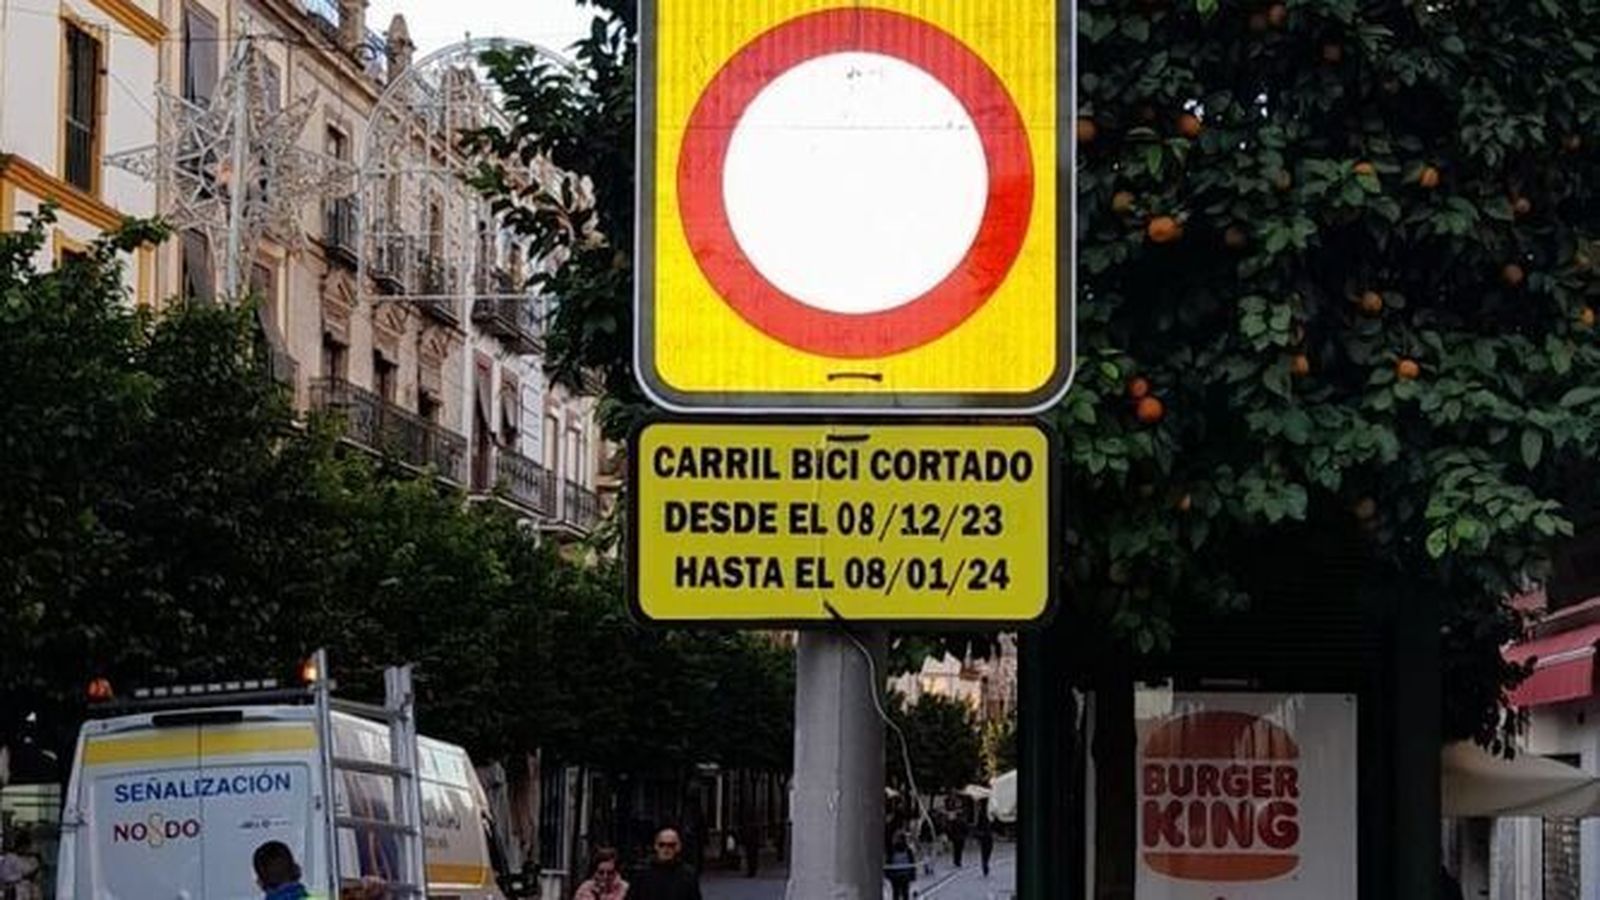 CARRIL BICI CORTADO
DESDE EL 08/12/23
HASTA EL 08/01/24
SEÑALIZACIÓN
NO8DO
BURGER
KING